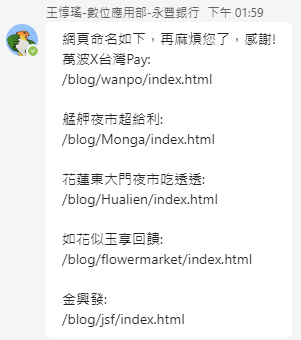 王惇瑤-數位應用部-永豐銀行 下午 01:59
網頁命名如下，再麻煩您了，感謝!
萬波X台灣Pay:
/blog/wanpo/index.html
艋舺夜市超給利:
/blog/Monga/index.html
花蓮東大門夜市吃透透:
/blog/Hualien/index.html
如花似玉享回饋:
/blog/flowermarket/index.html
金興發:
/blog/jsf/index.html